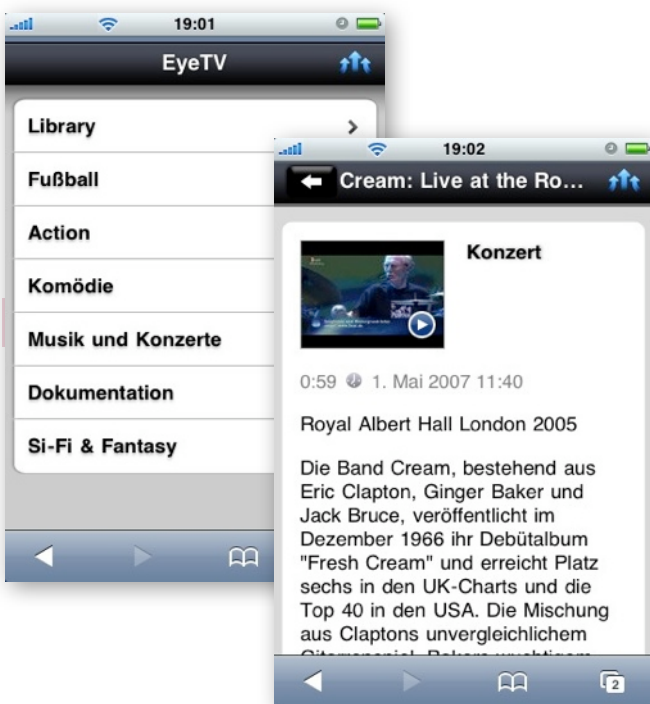 19:01
EyeTV
Library
Fußball
Action
Komödie
Musik und Konzerte
Dokumentation
Si-Fi & Fantasy
19:02
Cream: Live at the Ro...
Konzert
0:59 1. Mai 2007 11:40
Royal Albert Hall London 2005
Die Band Cream, bestehend aus
Eric Clapton, Ginger Baker und
Jack Bruce, veröffentlicht im
Dezember 1966 ihr Debütalbum
"Fresh Cream" und erreicht Platz
sechs in den UK-Charts und die
Top 40 in den USA. Die Mischung
aus Claptons unvergleichlichem
2